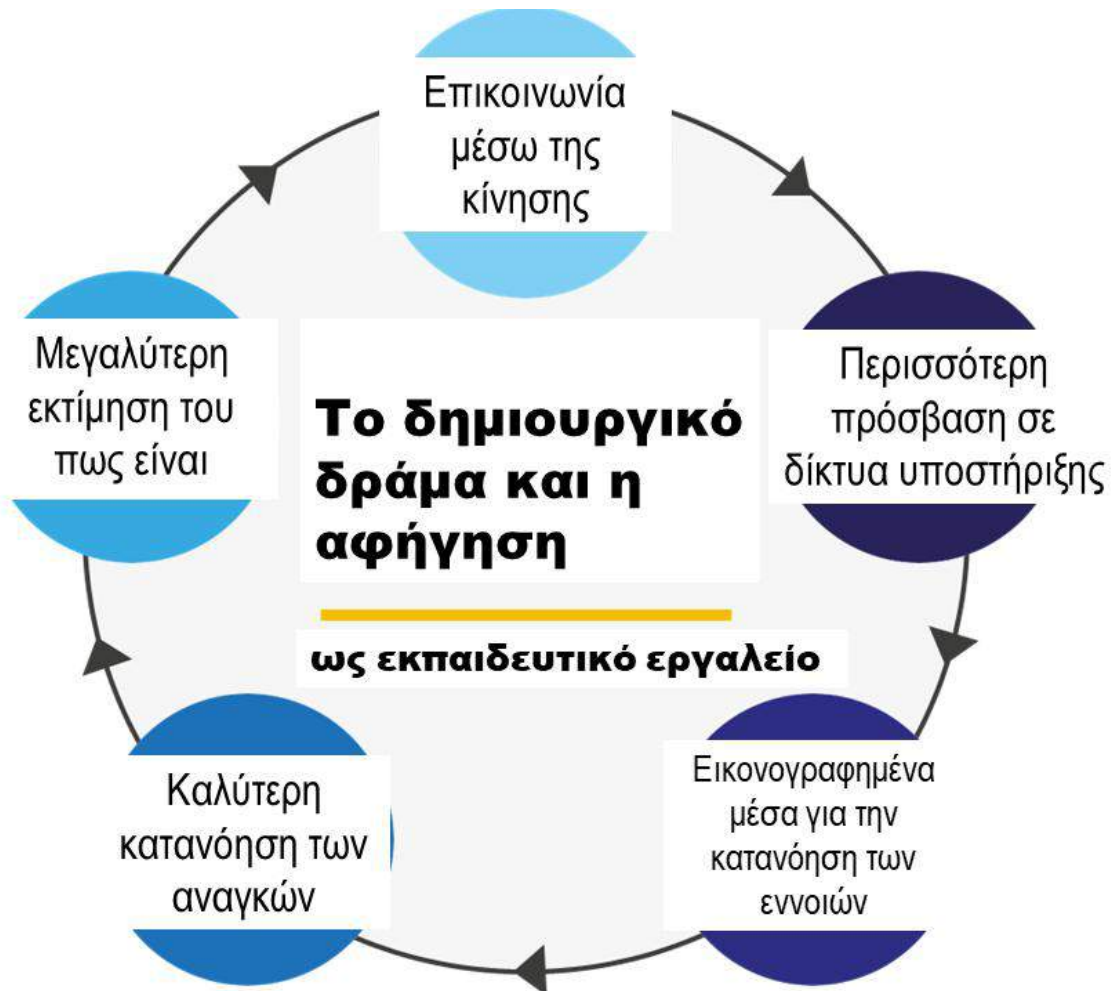 Επικοινωνία
μέσω της
κίνησης
Περισσότερη
πρόσβαση σε
δίκτυα υποστήριξης
Εικονογραφημένα
μέσα για την
κατανόηση των
εννοιών
Καλύτερη
κατανόηση των
αναγκών
Μεγαλύτερη
εκτίμηση του
πως είναι
Το δημιουργικό
δράμα και η
αφήγηση
ως εκπαιδευτικό εργαλείο